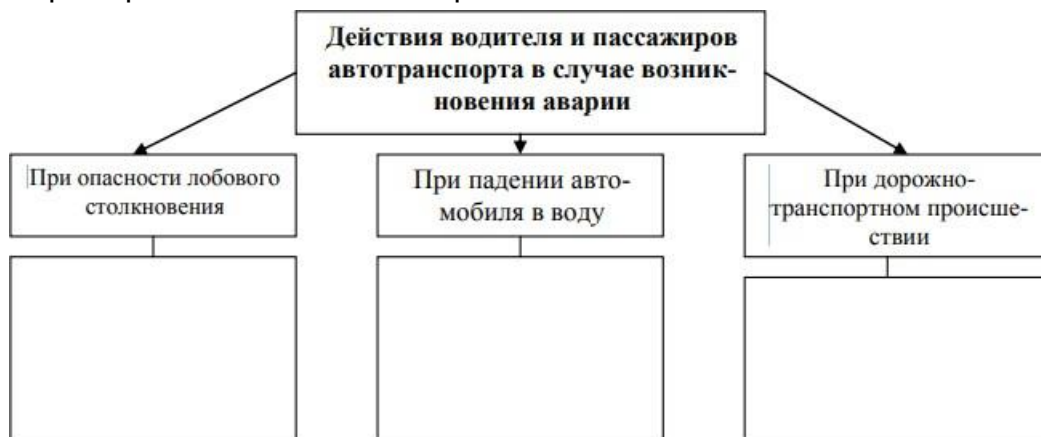 Действия водителя и пассажиров
автотранспорта в случае возник-
новения аварии
При опасности лобового
столкновения
При падении авто-
мобиля в воду
При дорожно-
транспортном происше-
ствии